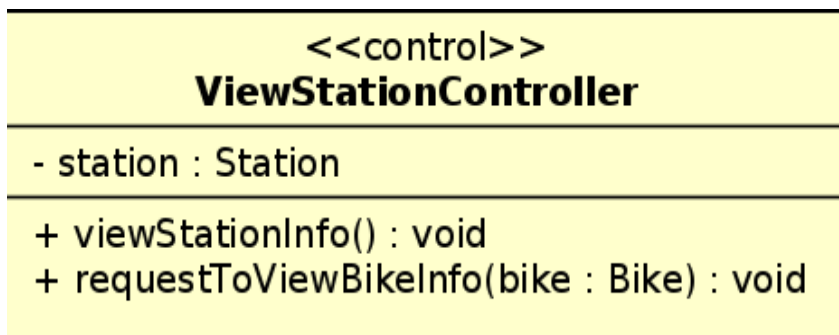 <<control>>
ViewStationController
- station : Station
+ viewStationInfo() : void
+ requestToViewBikeInfo(bike : Bike) : void